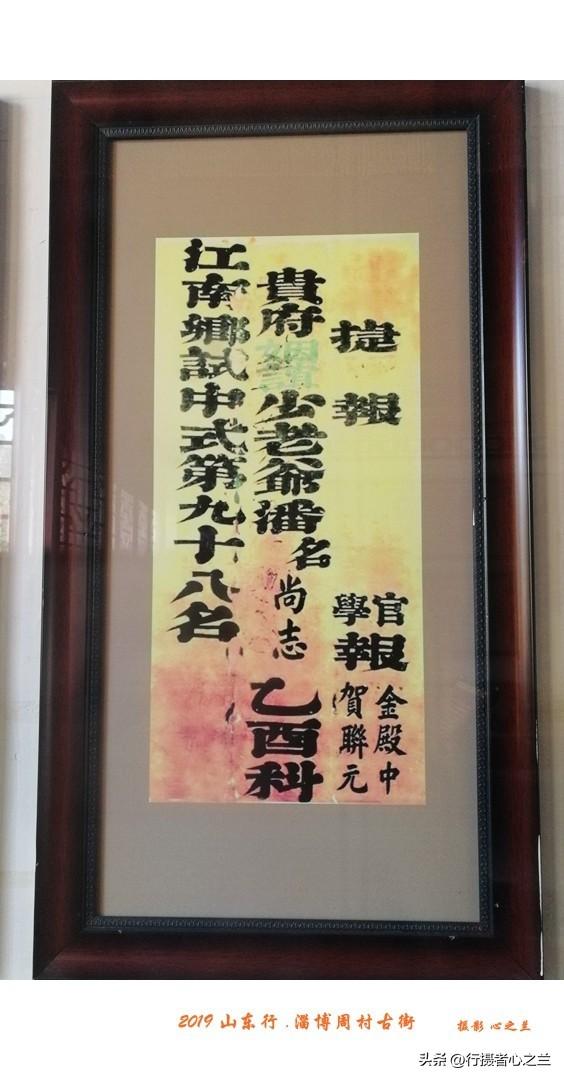 捷報
官學報
金殿中
賀聯元
貴府少老爺潘名尚志乙酉科
江南鄉試中式第九十八名
2019 山东行 . 淄博周村古街
摄影 心之兰
头条 @行摄者心之兰